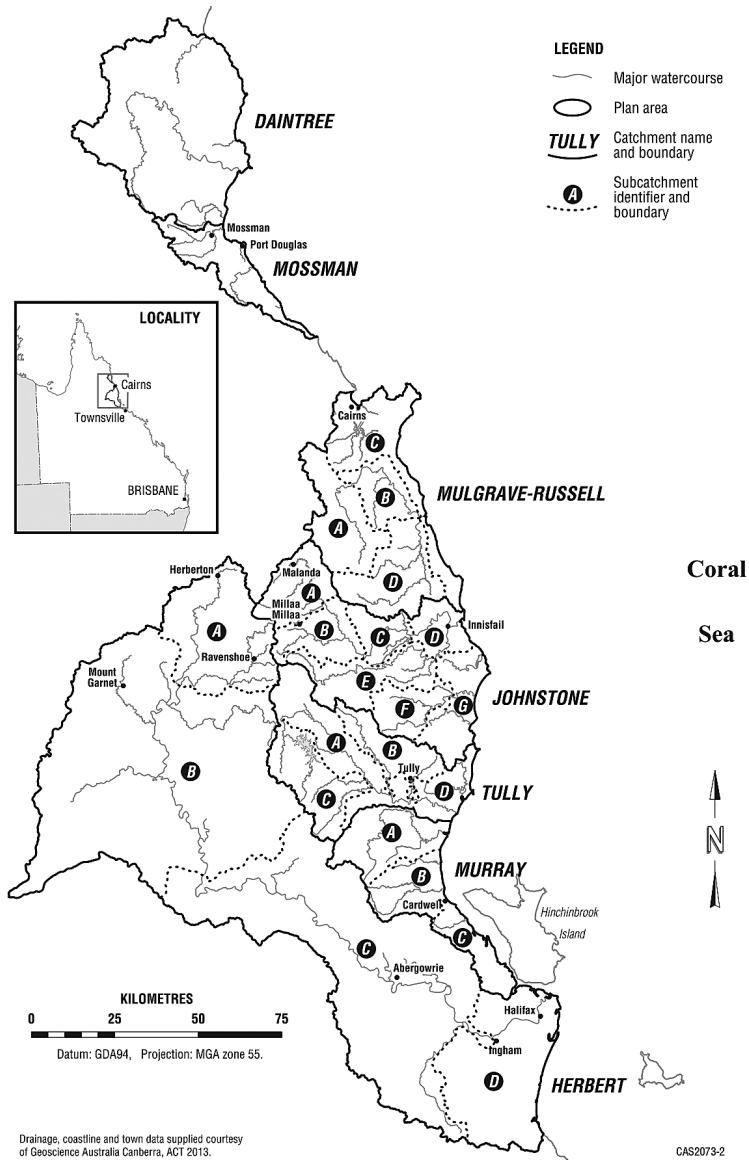 LEGEND
Major watercourse
Plan area
TULLY
Catchment name
and boundary
A
Subcatchment
identifier and
boundary
DAINTREE
Mossman
Port Douglas
MOSSMAN
LOCALITY
Cairns
Townsville
BRISBANE
Cairns
C
B
MULGRAVE-RUSSELL
A
D
Coral
Sea
Herberton
Malanda
A
Millaa
Millaa
A
B
C
D
Innisfail
Ravenshoe
Mount
Garnet
E
F
G
JOHNSTONE
A
B
Tully
B
C
D
TULLY
N
A
MURRAY
B
Cardwell
Hinchinbrook
Island
C
C
Abergowrie
Halifax
Ingham
D
HERBERT
KILOMETRES
0 25 50 75
Datum: GDA94, Projection: MGA zone 55.
Drainage, coastline and town data supplied courtesy
of Geoscience Australia Canberra, ACT 2013.
CAS2073-2